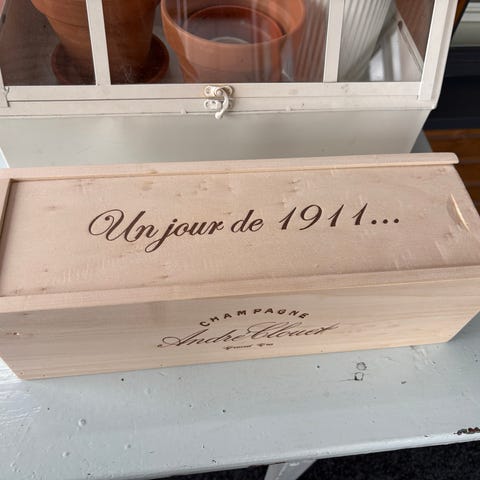 Un jour de 1911...
CHAMPAGNE
André Clouet
Grand Cru